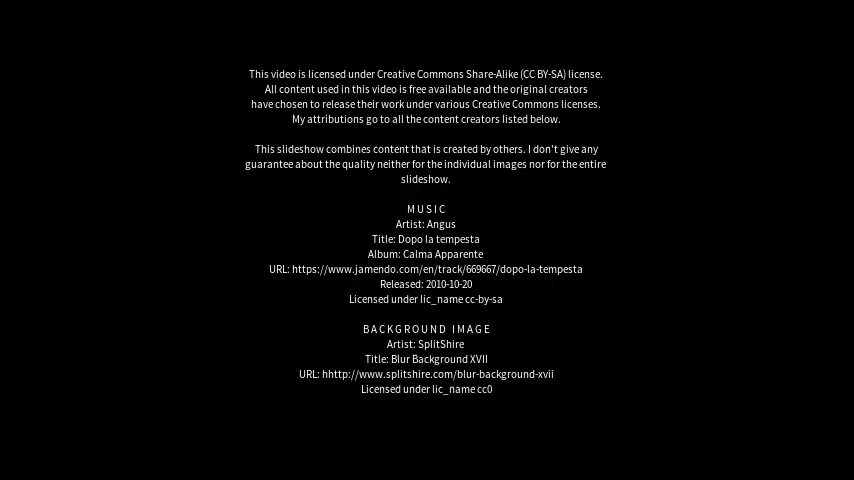 This video is licensed under Creative Commons Share-Alike (CC BY-SA) license.
All content used in this video is free available and the original creators
have chosen to release their work under various Creative Commons licenses.
My attributions go to all the content creators listed below.
This slideshow combines content that is created by others. I don't give any
guarantee about the quality neither for the individual images nor for the entire
slideshow.
MUSIC
Artist: Angus
Title: Dopo la tempesta
Album: Calma Apparente
URL: https://www.jamendo.com/en/track/669667/dopo-la-tempesta
Released: 2010-10-20
Licensed under lic_name cc-by-sa
BACKGROUND IMAGE
Artist: SplitShire
Title: Blur Background XVII
URL: hhttp://www.splitshire.com/blur-background-xvii
Licensed under lic_name cc0